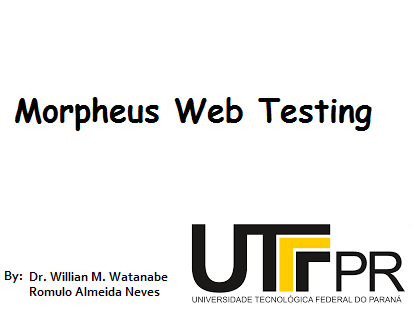 Morpheus Web Testing
By: Dr. Willian M. Watanabe
Romulo Almeida Neves
UTFPR
UNIVERSIDADE TECNOLÓGICA FEDERAL DO PARANÁ